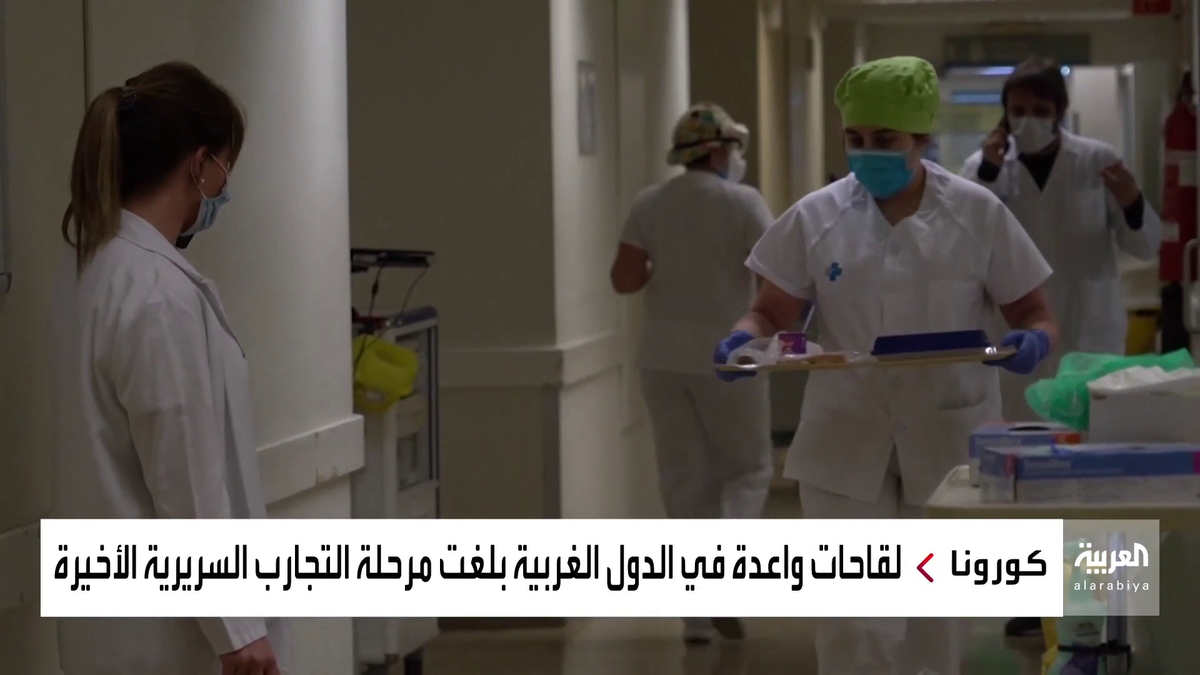 كورونا > لقاحات واعدة في الدول الغربية بلغت مرحلة التجارب السريرية الأخيرة
العربية
alarabiya